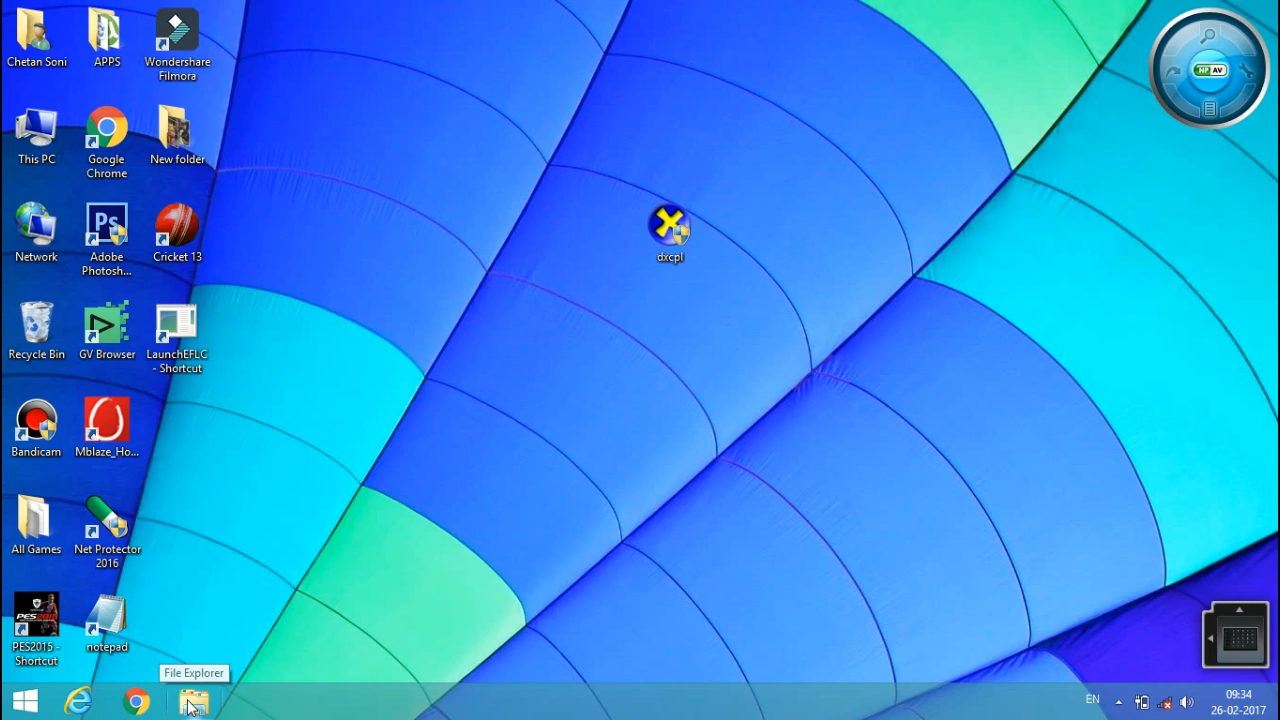 Chetan Soni
APPS
Wondershare
Filmora
This PC
Google
Chrome
New folder
Network
Ps
Adobe
Photosh...
Cricket 13
Recycle Bin
GV Browser
LaunchEFLC
- Shortcut
Bandicam
Mblaze_Ho...
All Games
Net Protector
2016
PES2015
PES2015 -
Shortcut
notepad
dxcpl
NP AV
File Explorer
EN
09:34
26-02-2017